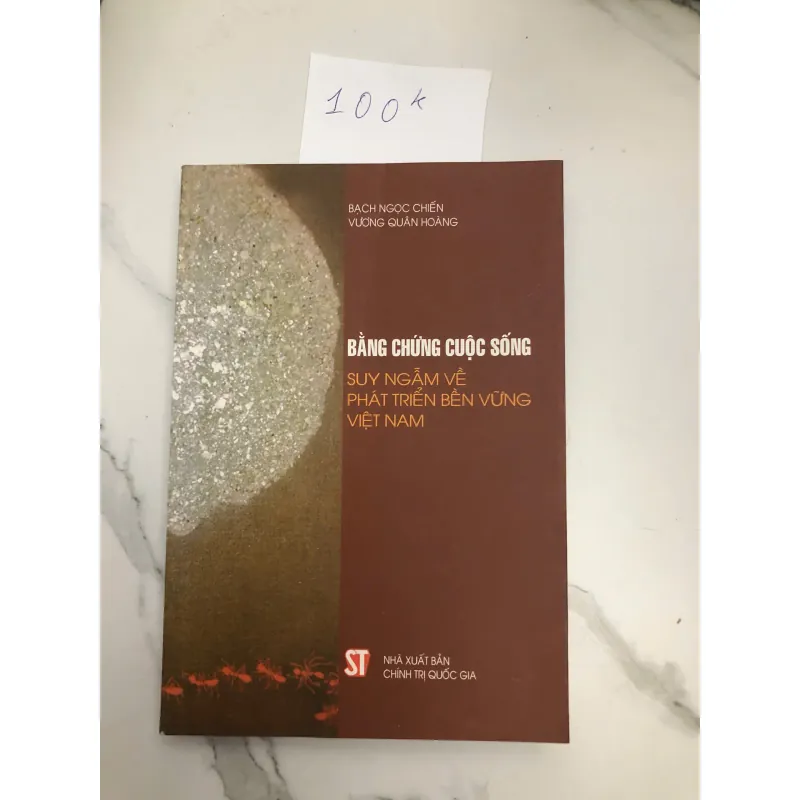 100k
BẠCH NGỌC CHIẾN
VƯƠNG QUÂN HOÀNG
BẰNG CHỨNG CUỘC SỐNG
SUY NGẪM VỀ
PHÁT TRIỂN BỀN VỮNG
VIỆT NAM
ST
NHÀ XUẤT BẢN
CHÍNH TRỊ QUỐC GIA